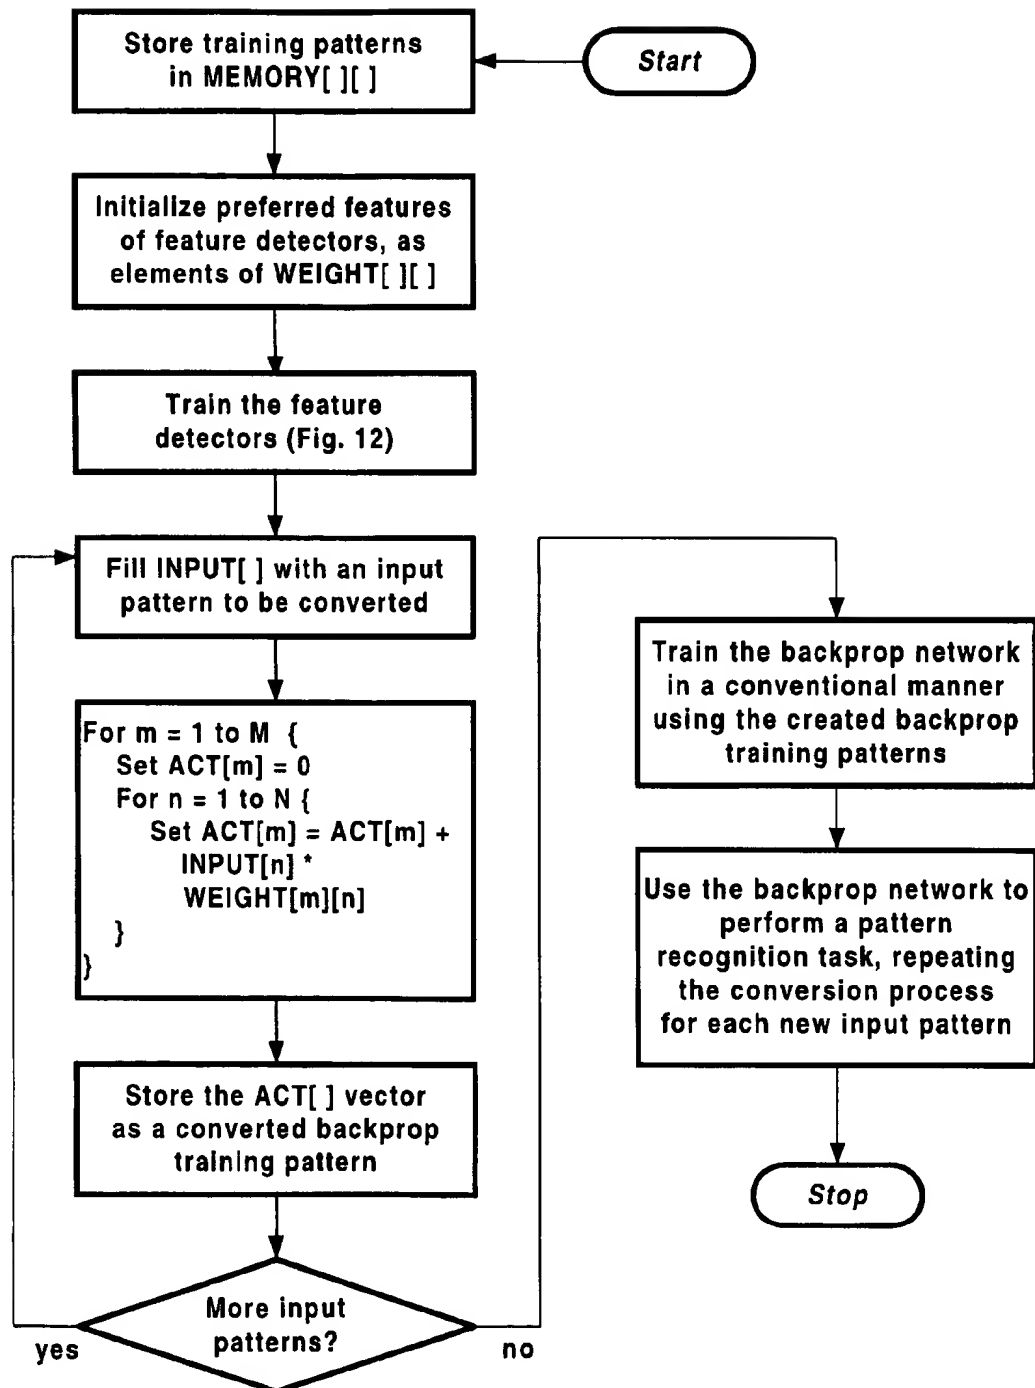 Start
Store training patterns
in MEMORY[ ][ ]
Initialize preferred features
of feature detectors, as
elements of WEIGHT[ ][ ]
Train the feature
detectors (Fig. 12)
Fill INPUT[ ] with an input
pattern to be converted
For m = 1 to M {
Set ACT[m] = 0
For n = 1 to N {
Set ACT[m] = ACT[m] +
INPUT[n] *
WEIGHT[m][n]
}
}
Store the ACT[ ] vector
as a converted backprop
training pattern
More input
patterns?
yes
no
Train the backprop network
in a conventional manner
using the created backprop
training patterns
Use the backprop network to
perform a pattern
recognition task, repeating
the conversion process
for each new input pattern
Stop